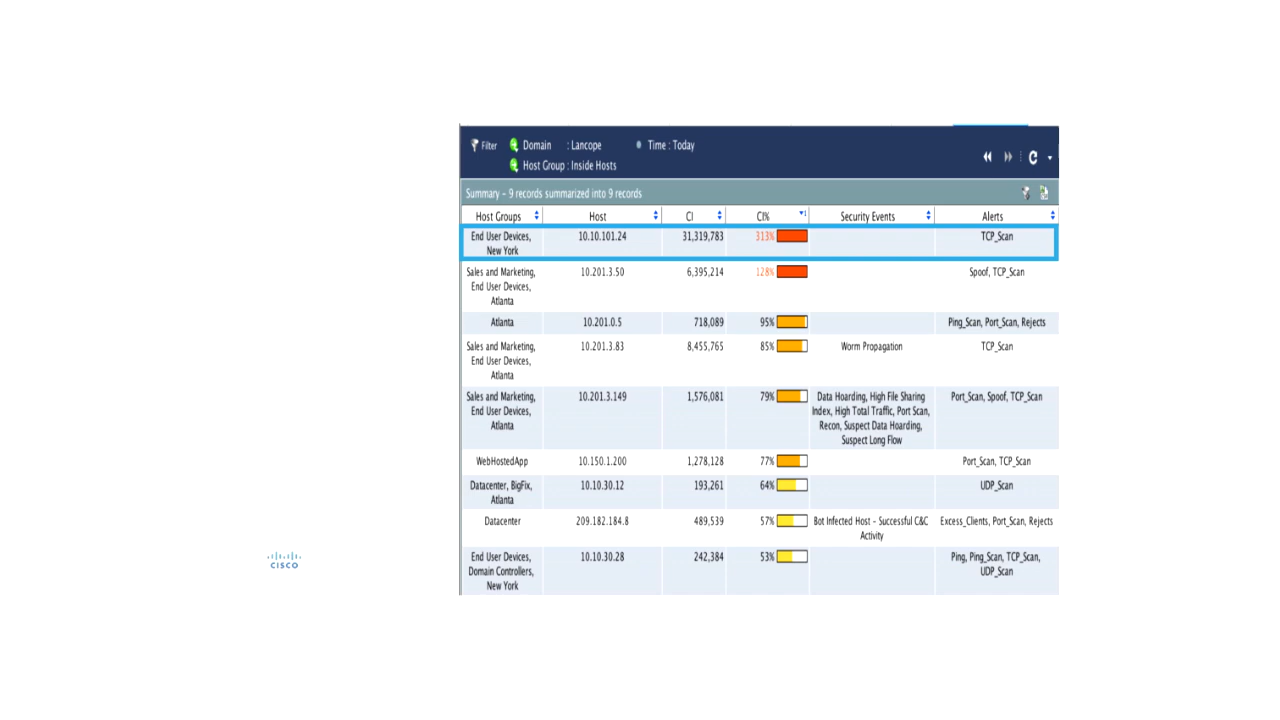 Filter Domain : Lancope Time : Today
Host Group : Inside Hosts
Summary – 9 records summarized into 9 records
Host Groups Host CI CI% 1 Security Events Alerts
End User Devices, 10.10.101.24 31,319,783 313% TCP_Scan
New York
Sales and Marketing, 10.201.3.50 6,395,214 128% Spoof, TCP_Scan
End User Devices,
Atlanta
Atlanta 10.201.0.5 718,089 95% Ping_Scan, Port_Scan, Rejects
Sales and Marketing, 10.201.3.83 8,455,765 85% Worm Propagation TCP_Scan
End User Devices,
Atlanta
Sales and Marketing, 10.201.3.149 1,576,081 79% Data Hoarding, High File Sharing Port_Scan, Spoof, TCP_Scan
End User Devices, Index, High Total Traffic, Port Scan,
Atlanta Recon, Suspect Data Hoarding,
Suspect Long Flow
WebHostedApp 10.150.1.200 1,278,128 77% Port_Scan, TCP_Scan
Datacenter, BigFix, 10.10.30.12 193,261 64% UDP_Scan
Atlanta
Datacenter 209.182.184.8 489,539 57% Bot Infected Host – Successful C&C Excess_Clients, Port_Scan, Rejects
Activity
End User Devices, 10.10.30.28 242,384 53% Ping, Ping_Scan, TCP_Scan,
Domain Controllers, UDP_Scan
New York
CISCO